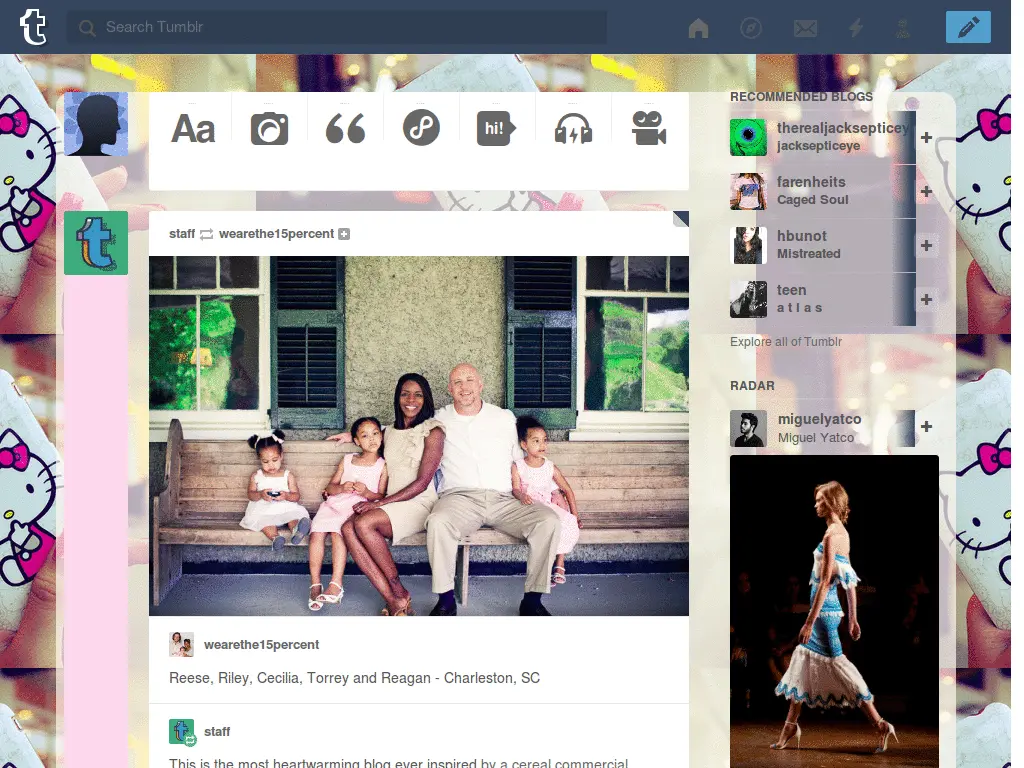 Search Tumblr
Aa
hi!
RECOMMENDED BLOGS
therealjacksepticey
jacksepticeye
farenheits
Caged Soul
hbunot
Mistreated
teen
a t l a s
Explore all of Tumblr
RADAR
miguelyatco
Miguel Yatco
staff wearethe15percent
wearethe15percent
Reese, Riley, Cecilia, Torrey and Reagan - Charleston, SC
staff
This is the most heartwarming blog ever inspired by a cereal commercial